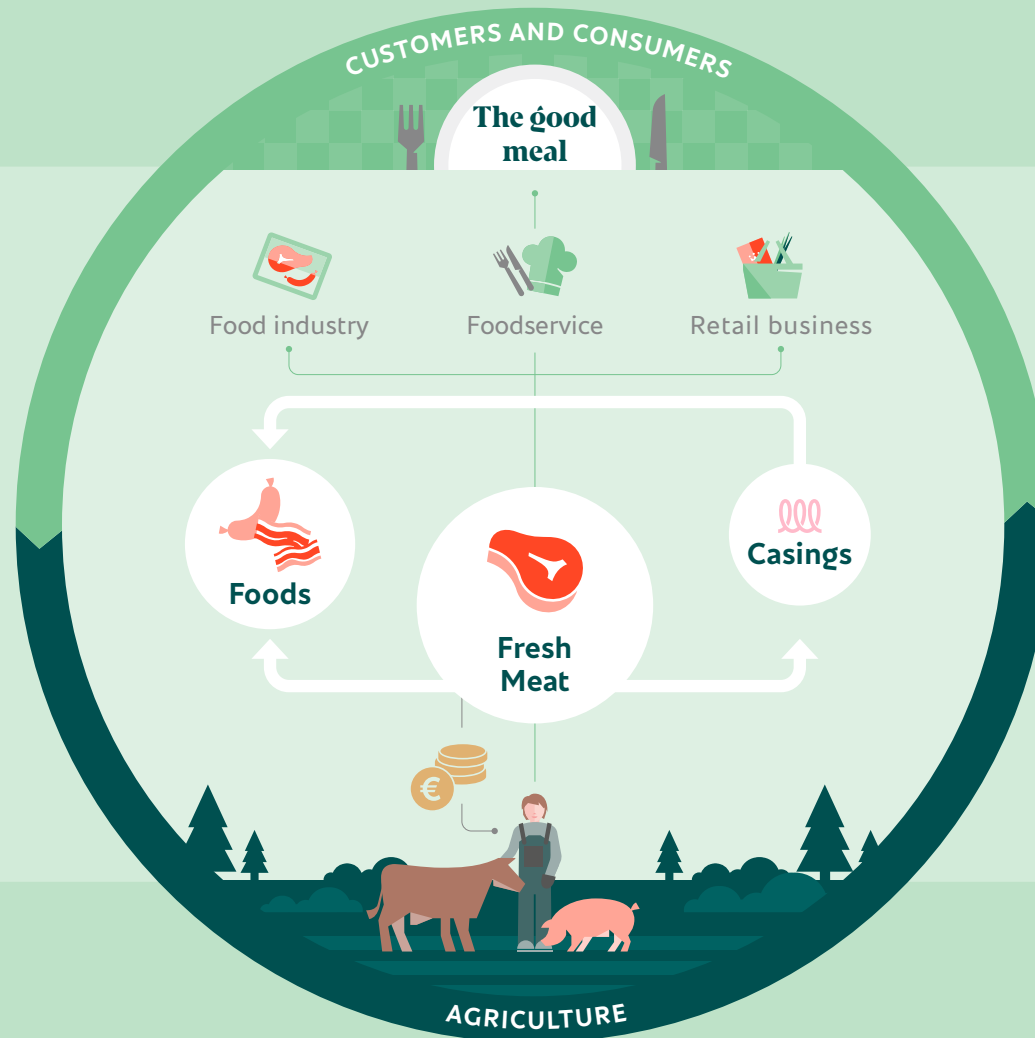 CUSTOMERS AND CONSUMERS
The good
meal
Food industry
Foodservice
Retail business
Foods
Fresh
Meat
Casings
€
AGRICULTURE